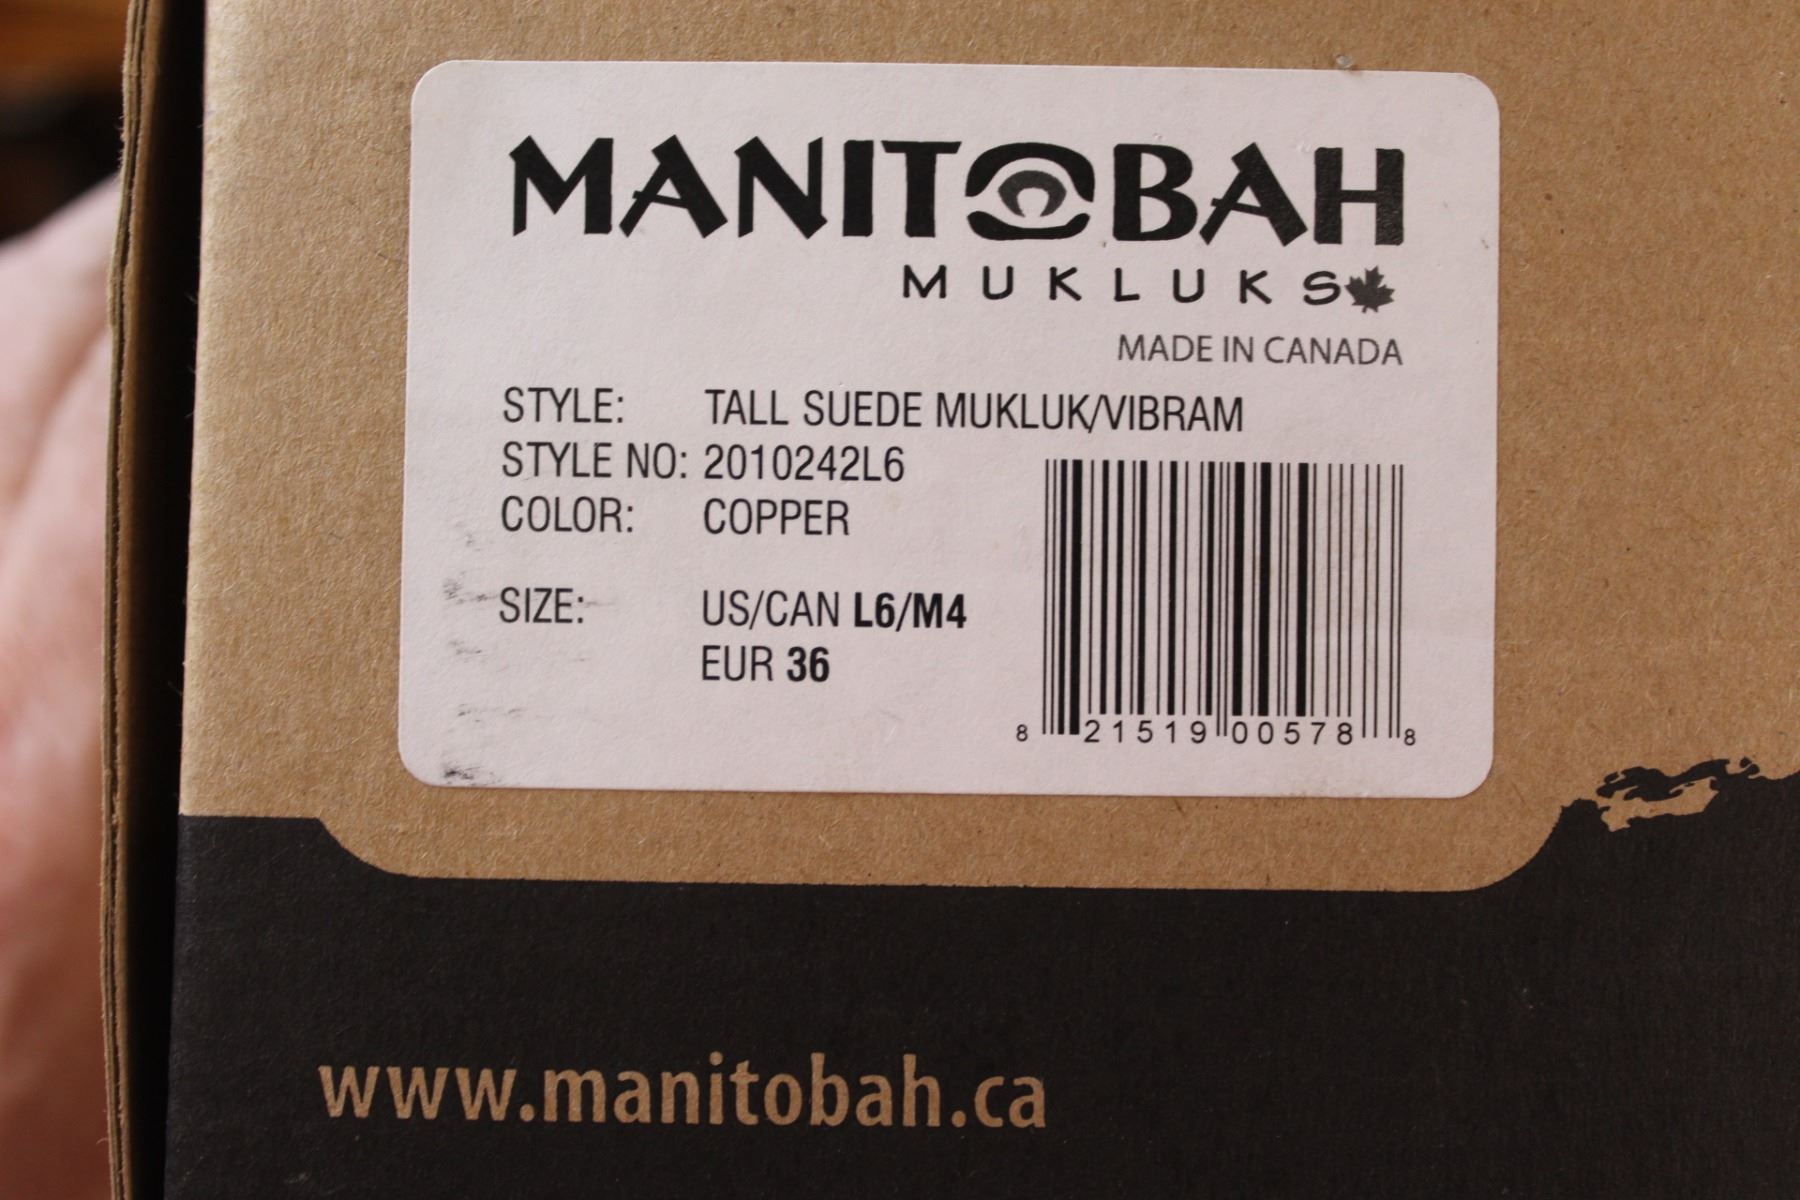 MANITOBAH
MUKLUKS
MADE IN CANADA
STYLE: TALL SUEDE MUKLUK/VIBRAM
STYLE NO: 2010242L6
COLOR: COPPER
SIZE: US/CAN L6/M4
EUR 36
8 21519 00578 8
www.manitobah.ca